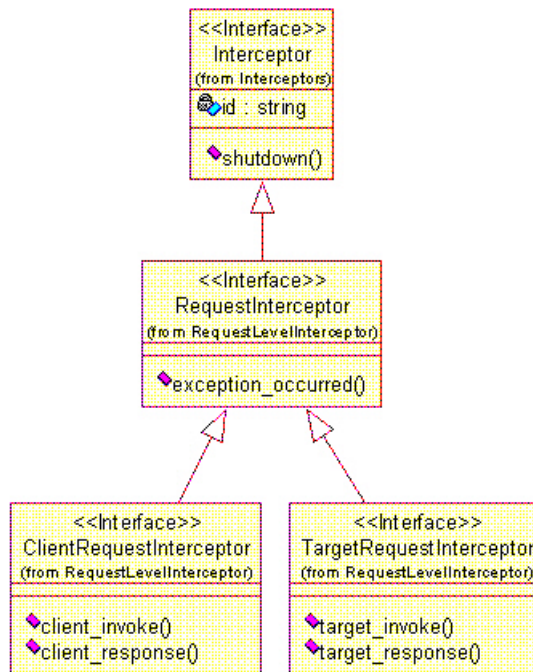 <<Interface>>
Interceptor
(from Interceptors)
id : string
shutdown()
<<Interface>>
RequestInterceptor
(from RequestLevelInterceptor)
exception_occurred()
<<Interface>>
ClientRequestInterceptor
(from RequestLevelInterceptor)
client_invoke()
client_response()
<<Interface>>
TargetRequestInterceptor
(from RequestLevelInterceptor)
target_invoke()
target_response()